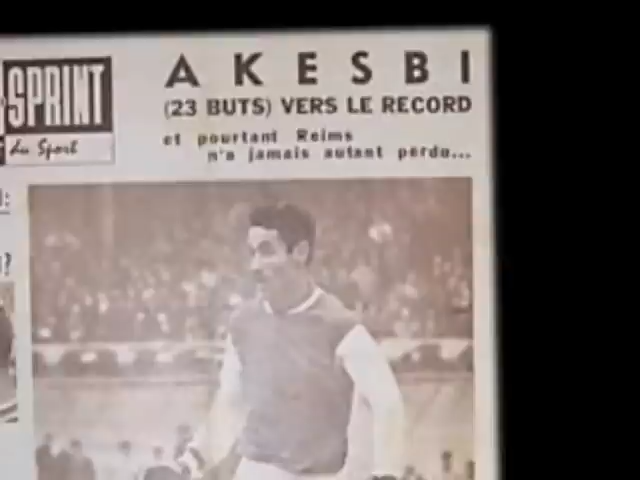 SPRINT
du Sport
AKESBI
(23 BUTS) VERS LE RECORD
et pourtant Reims
n'a jamais autant perdu...